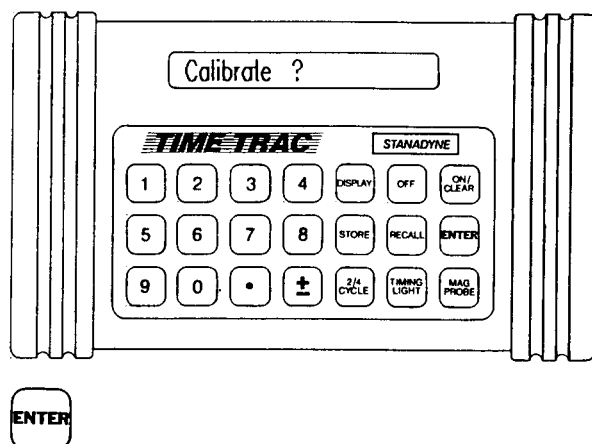 Calibrate ?
TIME TRAC STANADYNE
1 2 3 4 DISPLAY OFF ON/CLEAR
5 6 7 8 STORE RECALL ENTER
9 0 • ± 2/4 CYCLE TIMING LIGHT MAG PROBE
ENTER